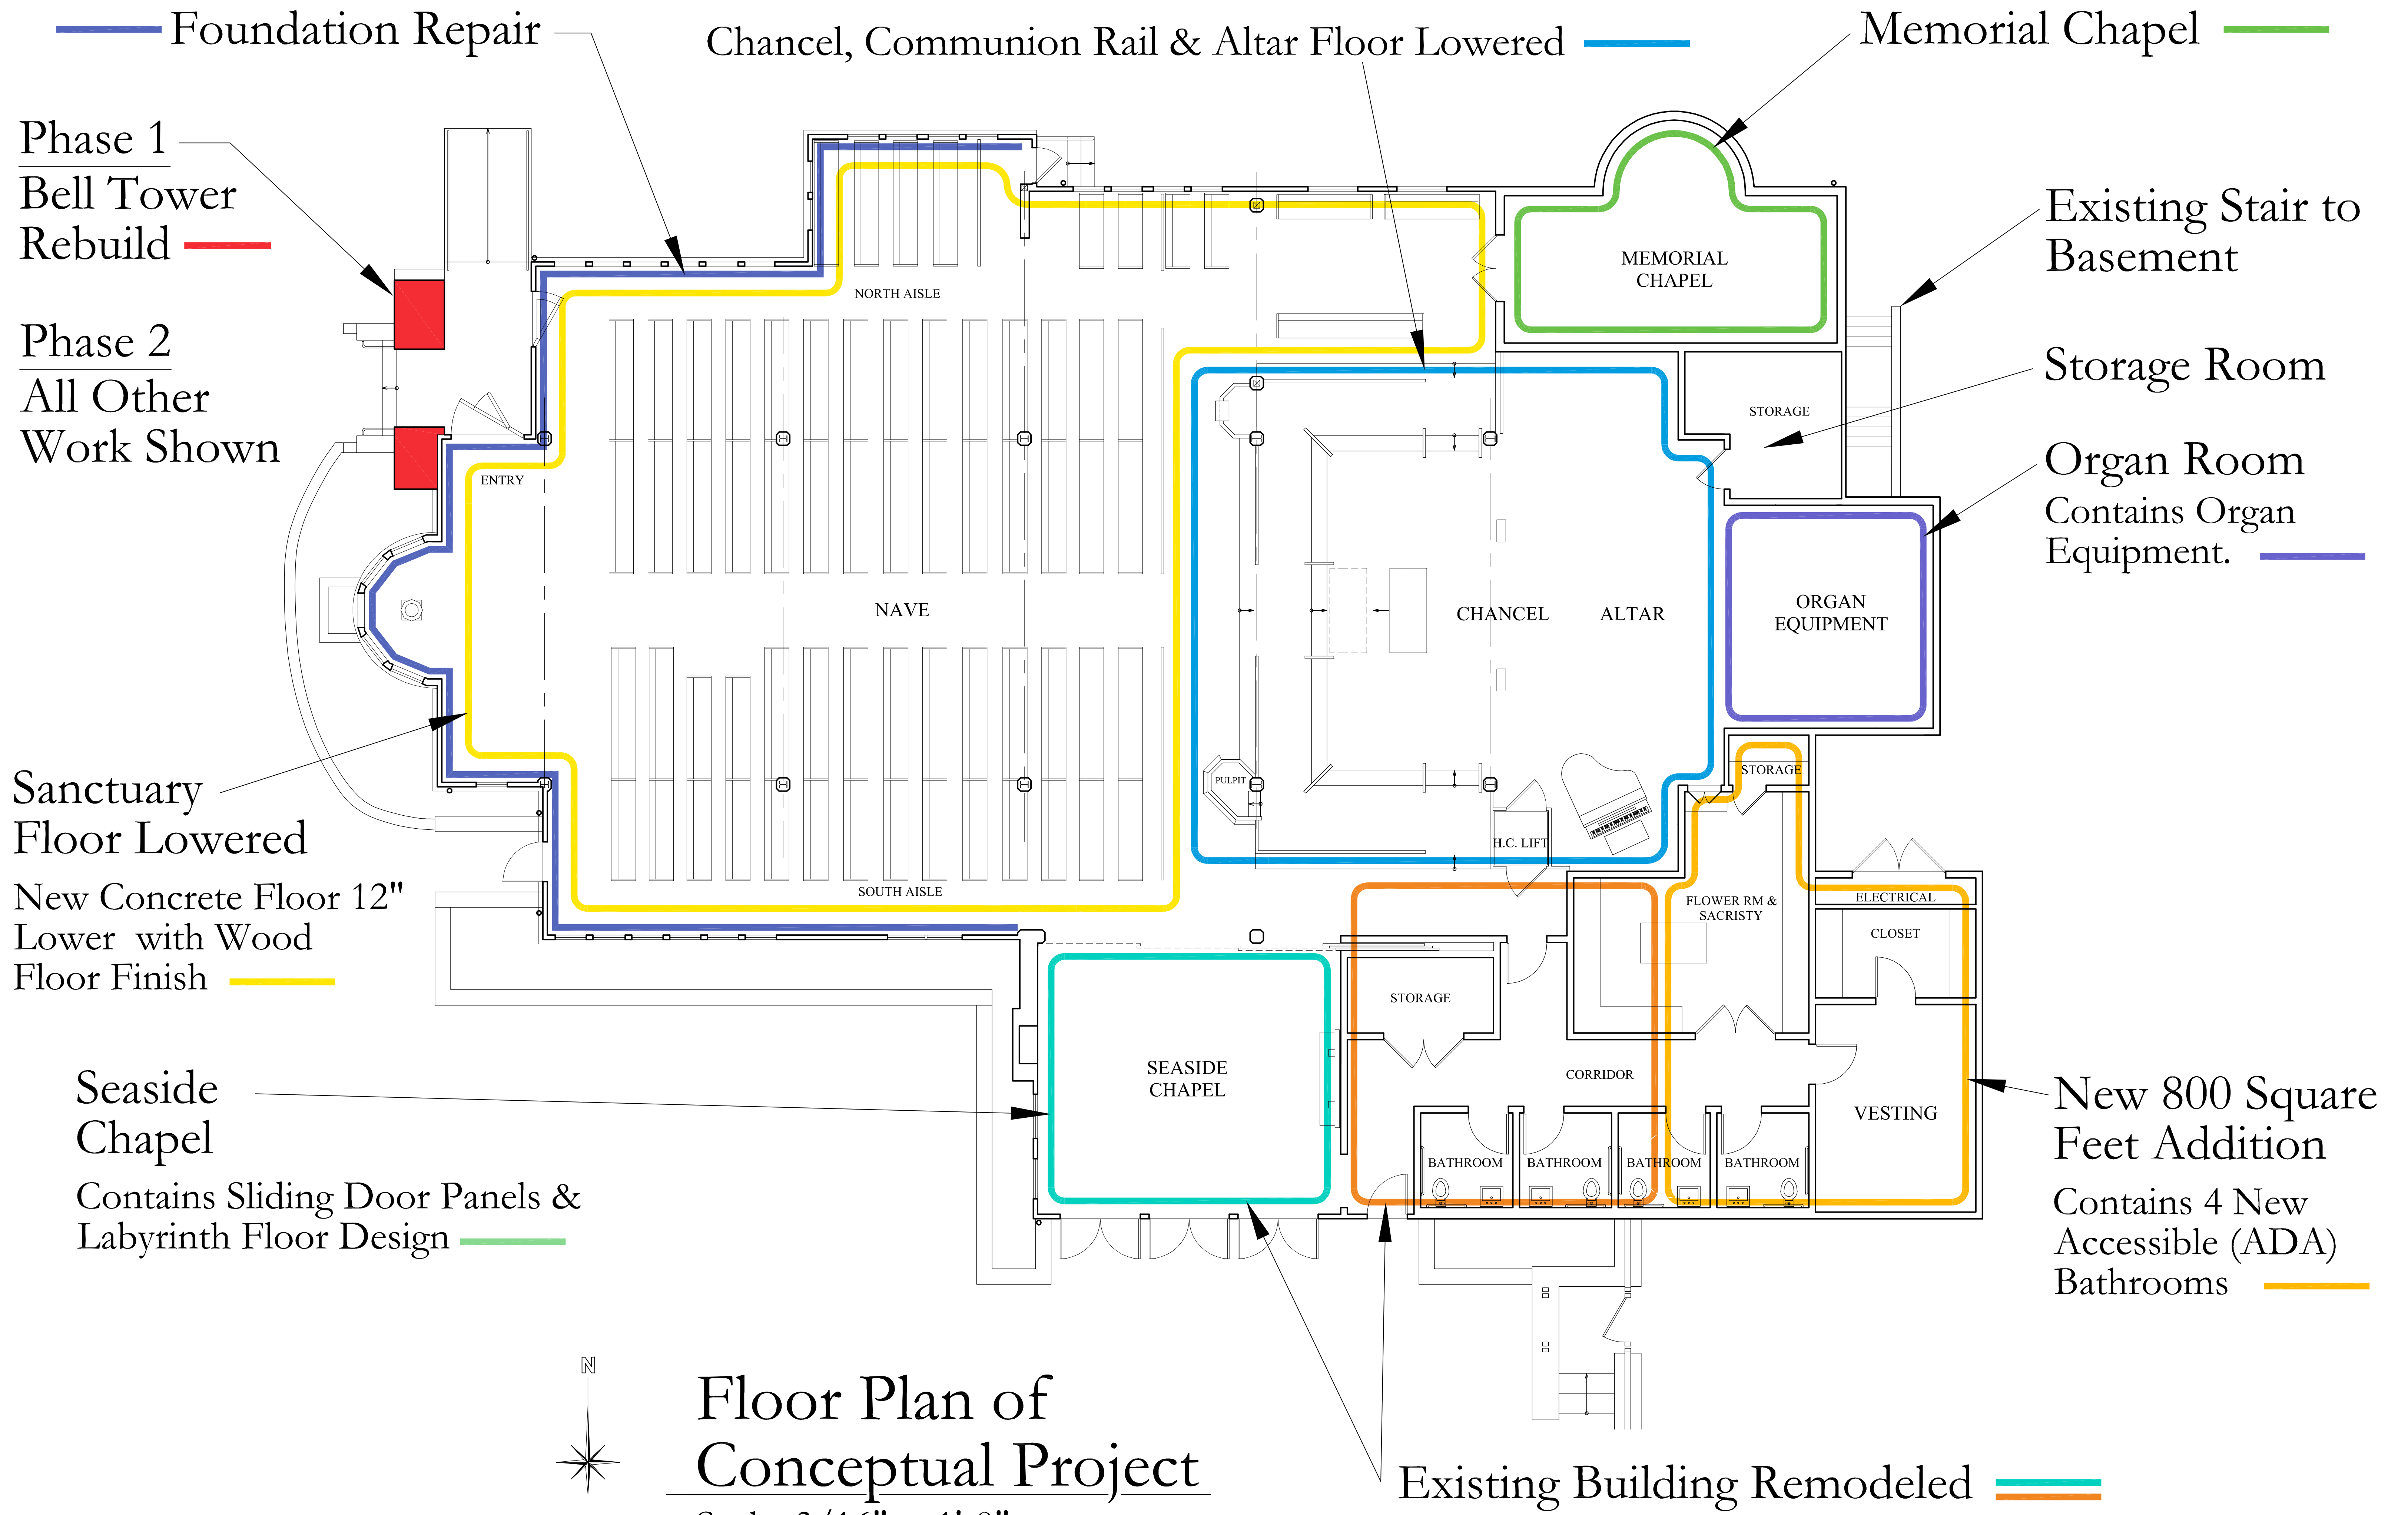 Foundation Repair
Chancel, Communion Rail & Altar Floor Lowered
Memorial Chapel
Phase 1
Bell Tower
Rebuild
Phase 2
All Other
Work Shown
Existing Stair to
Basement
Storage Room
Organ Room
Contains Organ
Equipment.
MEMORIAL
CHAPEL
NORTH AISLE
STORAGE
ENTRY
NAVE
CHANCEL
ALTAR
ORGAN
EQUIPMENT
PULPIT
STORAGE
H.C. LIFT
SOUTH AISLE
FLOWER RM &
SACRISTY
ELECTRICAL
CLOSET
Sanctuary
Floor Lowered
New Concrete Floor 12"
Lower with Wood
Floor Finish
STORAGE
SEASIDE
CHAPEL
CORRIDOR
VESTING
BATHROOM
BATHROOM
BATHROOM
BATHROOM
Seaside
Chapel
Contains Sliding Door Panels &
Labyrinth Floor Design
New 800 Square
Feet Addition
Contains 4 New
Accessible (ADA)
Bathrooms
N
Floor Plan of
Conceptual Project
Existing Building Remodeled